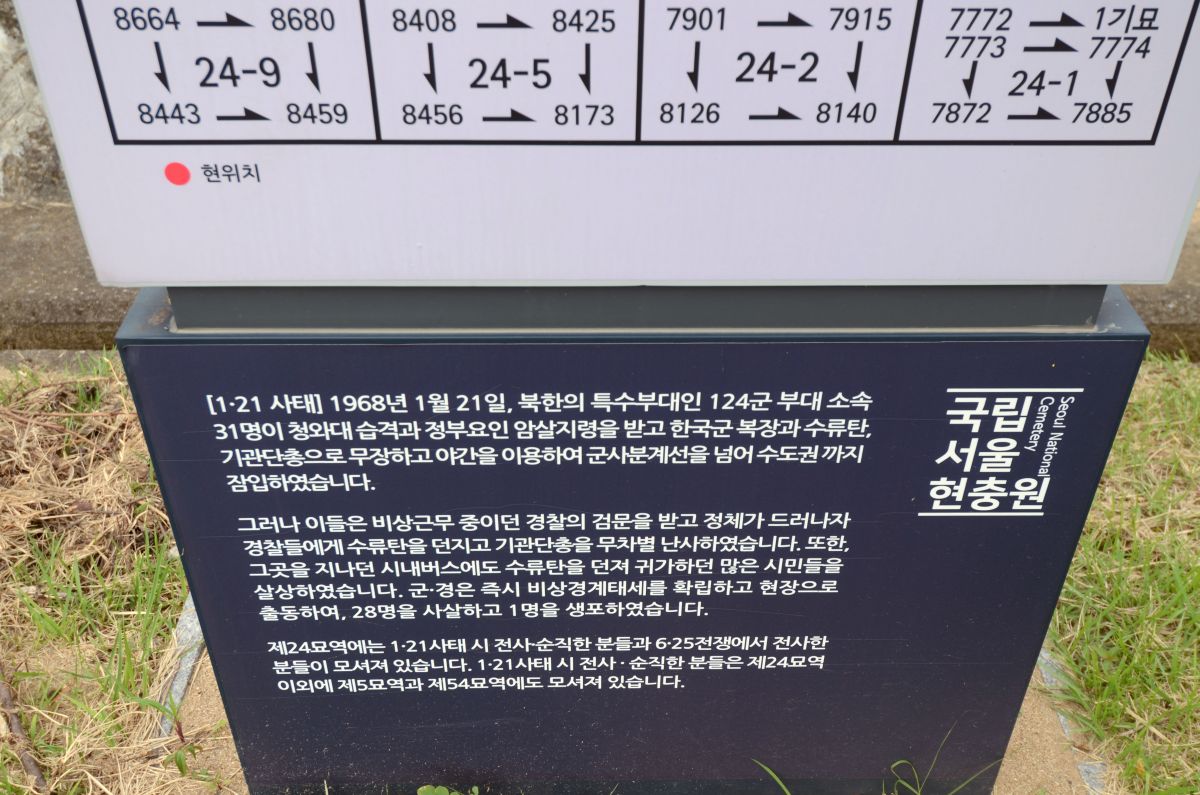 8664 → 8680
24-9
8443 → 8459
8408 → 8425
24-5
8456 → 8173
7901 → 7915
24-2
8126 → 8140
7772 → 1기묘
7773 → 7774
24-1
7872 → 7885
현위치
[1·21 사태] 1968년 1월 21일, 북한의 특수부대인 124군 부대 소속
31명이 청와대 습격과 정부요인 암살지령을 받고 한국군 복장과 수류탄,
기관단총으로 무장하고 야간을 이용하여 군사분계선을 넘어 수도권 까지
잠입하였습니다.
그러나 이들은 비상근무 중이던 경찰의 검문을 받고 정체가 드러나자
경찰들에게 수류탄을 던지고 기관단총을 무차별 난사하였습니다. 또한,
그곳을 지나던 시내버스에도 수류탄을 던져 귀가하던 많은 시민들을
살상하였습니다. 군·경은 즉시 비상경계태세를 확립하고 현장으로
출동하여, 28명을 사살하고 1명을 생포하였습니다.
제24묘역에는 1·21사태 시 전사·순직한 분들과 6·25전쟁에서 전사한
분들이 모셔져 있습니다. 1·21사태 시 전사 · 순직한 분들은 제24묘역
이외에 제5묘역과 제54묘역에도 모셔져 있습니다.
국립
서울
현충원
Seoul National
Cemetery